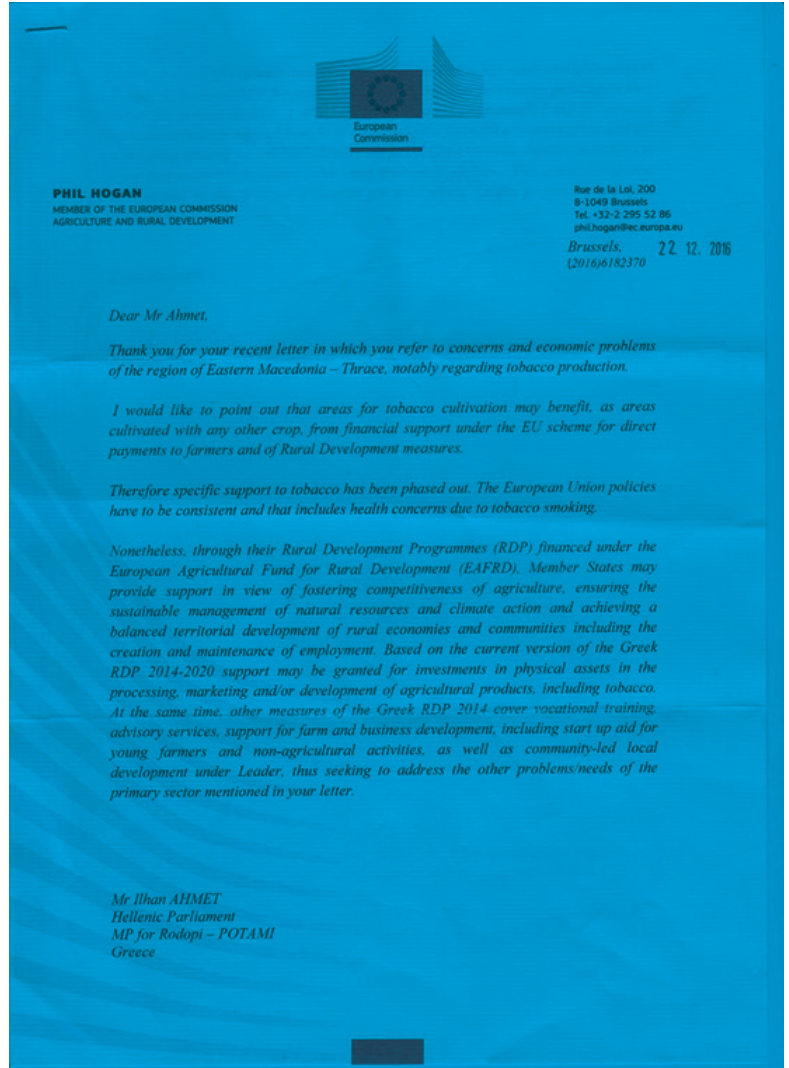 European
Commission
PHIL HOGAN
MEMBER OF THE EUROPEAN COMMISSION
AGRICULTURE AND RURAL DEVELOPMENT
Rue de la Loi, 200
B-1049 Brussels
Tel. +32-2 295 52 86
phil.hogan@ec.europa.eu
Brussels, 22. 12. 2016
(2016)6182370
Dear Mr Ahmet,
Thank you for your recent letter in which you refer to concerns and economic problems
of the region of Eastern Macedonia – Thrace, notably regarding tobacco production.
I would like to point out that areas for tobacco cultivation may benefit, as areas
cultivated with any other crop, from financial support under the EU scheme for direct
payments to farmers and of Rural Development measures.
Therefore specific support to tobacco has been phased out. The European Union policies
have to be consistent and that includes health concerns due to tobacco smoking.
Nonetheless, through their Rural Development Programmes (RDP) financed under the
European Agricultural Fund for Rural Development (EAFRD), Member States may
provide support in view of fostering competitiveness of agriculture, ensuring the
sustainable management of natural resources and climate action and achieving a
balanced territorial development of rural economies and communities including the
creation and maintenance of employment. Based on the current version of the Greek
RDP 2014-2020 support may be granted for investments in physical assets in the
processing, marketing and/or development of agricultural products, including tobacco.
At the same time, other measures of the Greek RDP 2014 cover vocational training,
advisory services, support for farm and business development, including start up aid for
young farmers and non-agricultural activities, as well as community-led local
development under Leader, thus seeking to address the other problems/needs of the
primary sector mentioned in your letter.
Mr Ilhan AHMET
Hellenic Parliament
MP for Rodopi – POTAMI
Greece